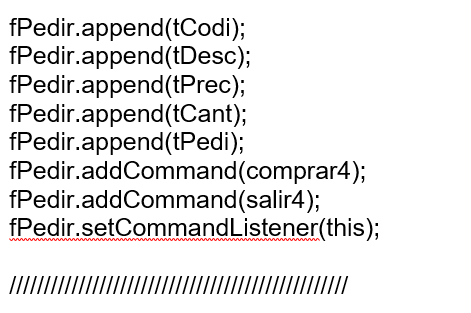 fPedir.append(tCodi);
fPedir.append(tDesc);
fPedir.append(tPrec);
fPedir.append(tCant);
fPedir.append(tPedi);
fPedir.addCommand(comprar4);
fPedir.addCommand(salir4);
fPedir.setCommandListener(this);
/////////////////////////////////////////////////